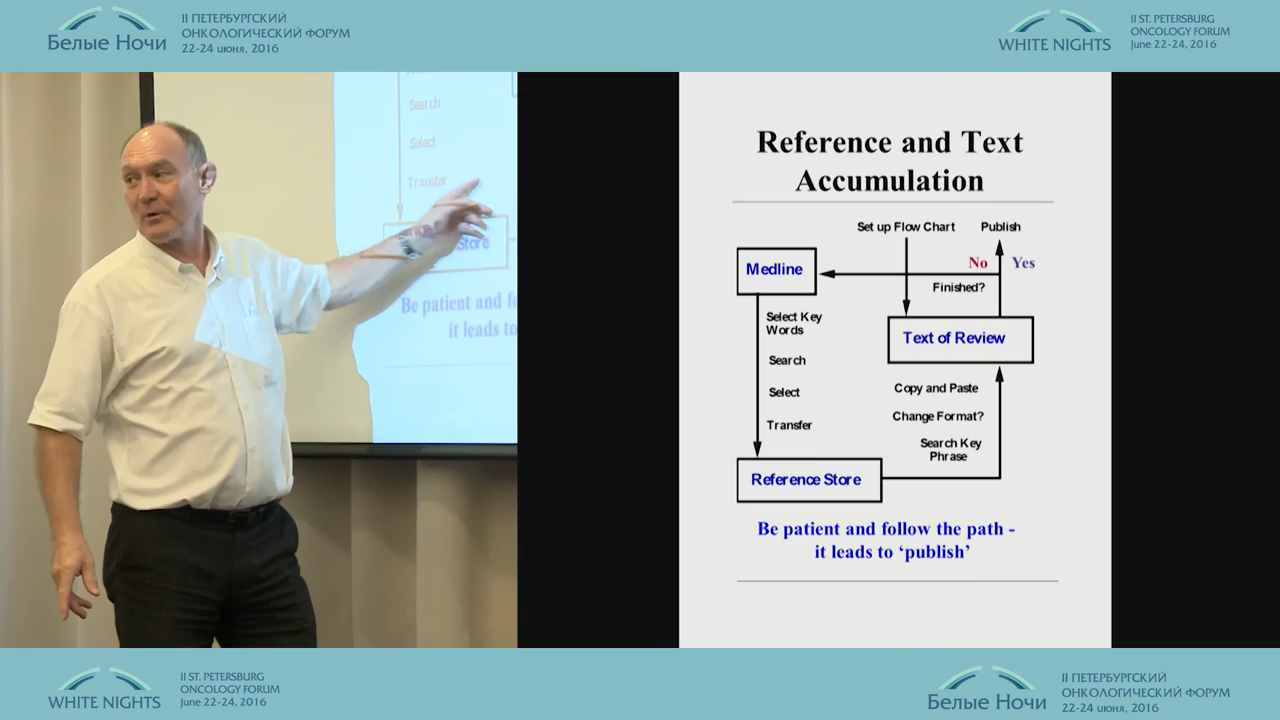 II ПЕТЕРБУРГСКИЙ
ОНКОЛОГИЧЕСКИЙ ФОРУМ
Белые Ночи
22-24 июня, 2016
II ST. PETERSBURG
ONCOLOGY FORUM
WHITE NIGHTS
June 22-24, 2016
Search
Select
Transfer
Store
Be patient and
it leads to
Reference and Text
Accumulation
Set up Flow Chart
Publish
No
Yes
Medline
Finished?
Select Key
Words
Text of Review
Search
Select
Copy and Paste
Change Format?
Transfer
Search Key
Phrase
Reference Store
Be patient and follow the path -
it leads to ‘publish’
II ST. PETERSBURG
ONCOLOGY FORUM
WHITE NIGHTS
June 22-24, 2016
II ПЕТЕРБУРГСКИЙ
ОНКОЛОГИЧЕСКИЙ ФОРУМ
Белые Ночи
22-24 июня, 2016